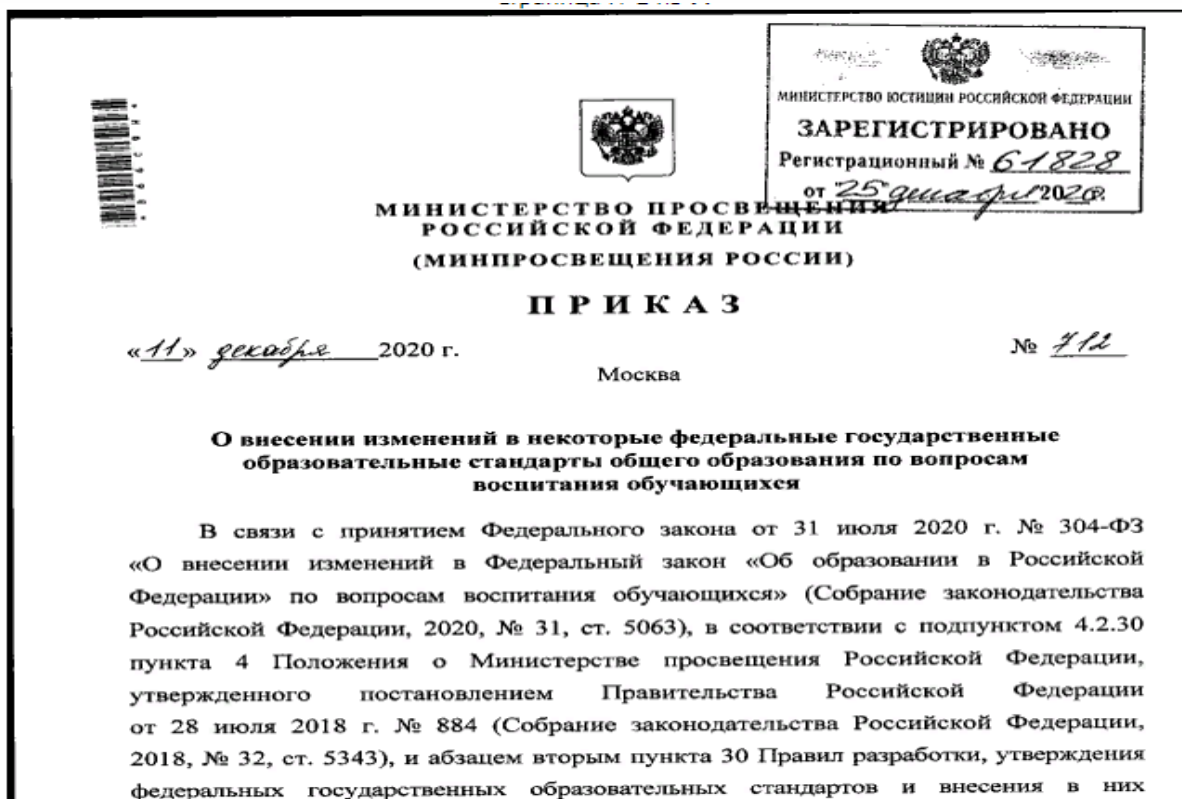 МИНИСТЕРСТВО ЮСТИЦИИ РОССИЙСКОЙ ФЕДЕРАЦИИ
ЗАРЕГИСТРИРОВАНО
Регистрационный № 61828
от "25" декабря 2020г.
МИНИСТЕРСТВО ПРОСВЕЩЕНИЯ
РОССИЙСКОЙ ФЕДЕРАЦИИ
(МИНПРОСВЕЩЕНИЯ РОССИИ)
ПРИКАЗ
«11» декабря 2020 г.
№ 712
Москва
О внесении изменений в некоторые федеральные государственные
образовательные стандарты общего образования по вопросам
воспитания обучающихся
В связи с принятием Федерального закона от 31 июля 2020 г. № 304-ФЗ
«О внесении изменений в Федеральный закон «Об образовании в Российской
Федерации» по вопросам воспитания обучающихся» (Собрание законодательства
Российской Федерации, 2020, № 31, ст. 5063), в соответствии с подпунктом 4.2.30
пункта 4 Положения о Министерстве просвещения Российской Федерации,
утвержденного постановлением Правительства Российской Федерации
от 28 июля 2018 г. № 884 (Собрание законодательства Российской Федерации,
2018, № 32, ст. 5343), и абзацем вторым пункта 30 Правил разработки, утверждения
федеральных государственных образовательных стандартов и внесения в них